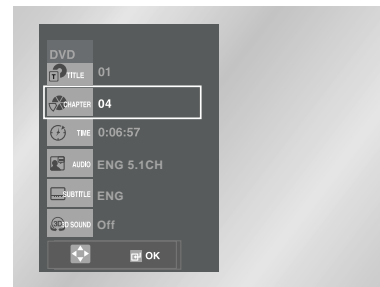 DVD
TITLE 01
CHAPTER 04
TIME 0:06:57
AUDIO ENG 5.1CH
SUBTITLE ENG
3D SOUND Off
OK